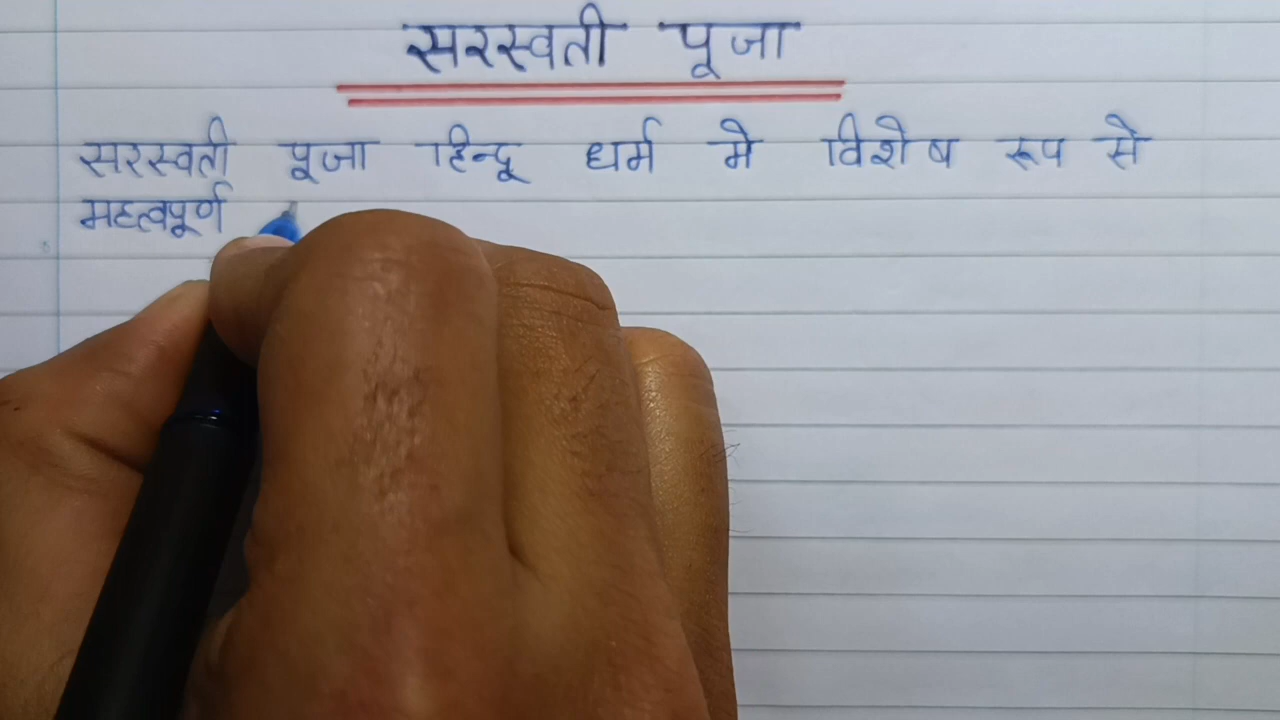 सरस्वती पूजा
सरस्वती पूजा हिन्दू धर्म मे विशेष रूप से
महत्वपूर्ण